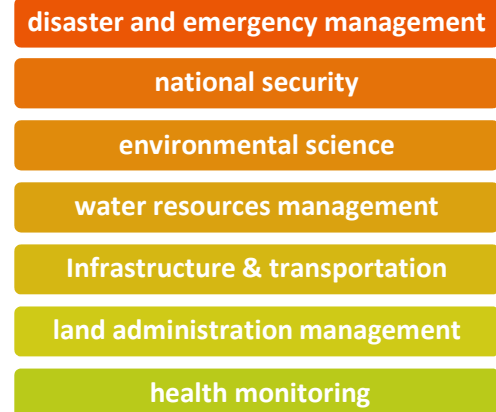 disaster and emergency management
national security
environmental science
water resources management
Infrastructure & transportation
land administration management
health monitoring